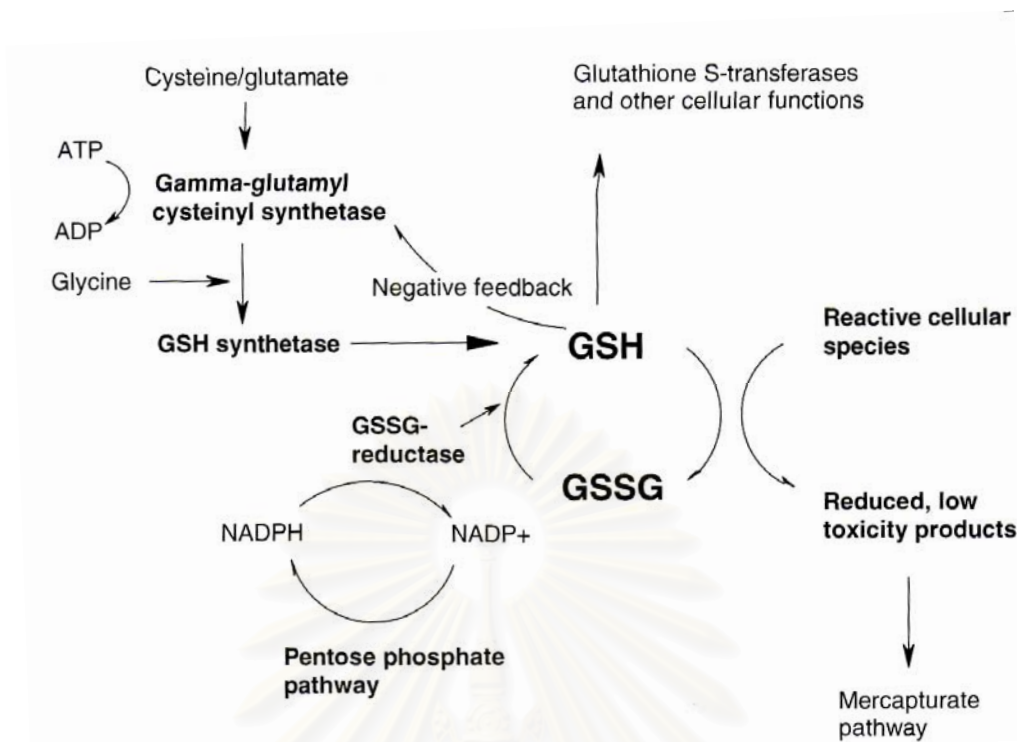 Cysteine/glutamate
Glutathione S-transferases
and other cellular functions
ATP
Gamma-glutamyl
cysteinyl synthetase
ADP
Glycine
Negative feedback
GSH synthetase
GSH
Reactive cellular
species
GSSG-
reductase
GSSG
Reduced, low
toxicity products
NADPH
NADP+
Pentose phosphate
pathway
Mercapturate
pathway